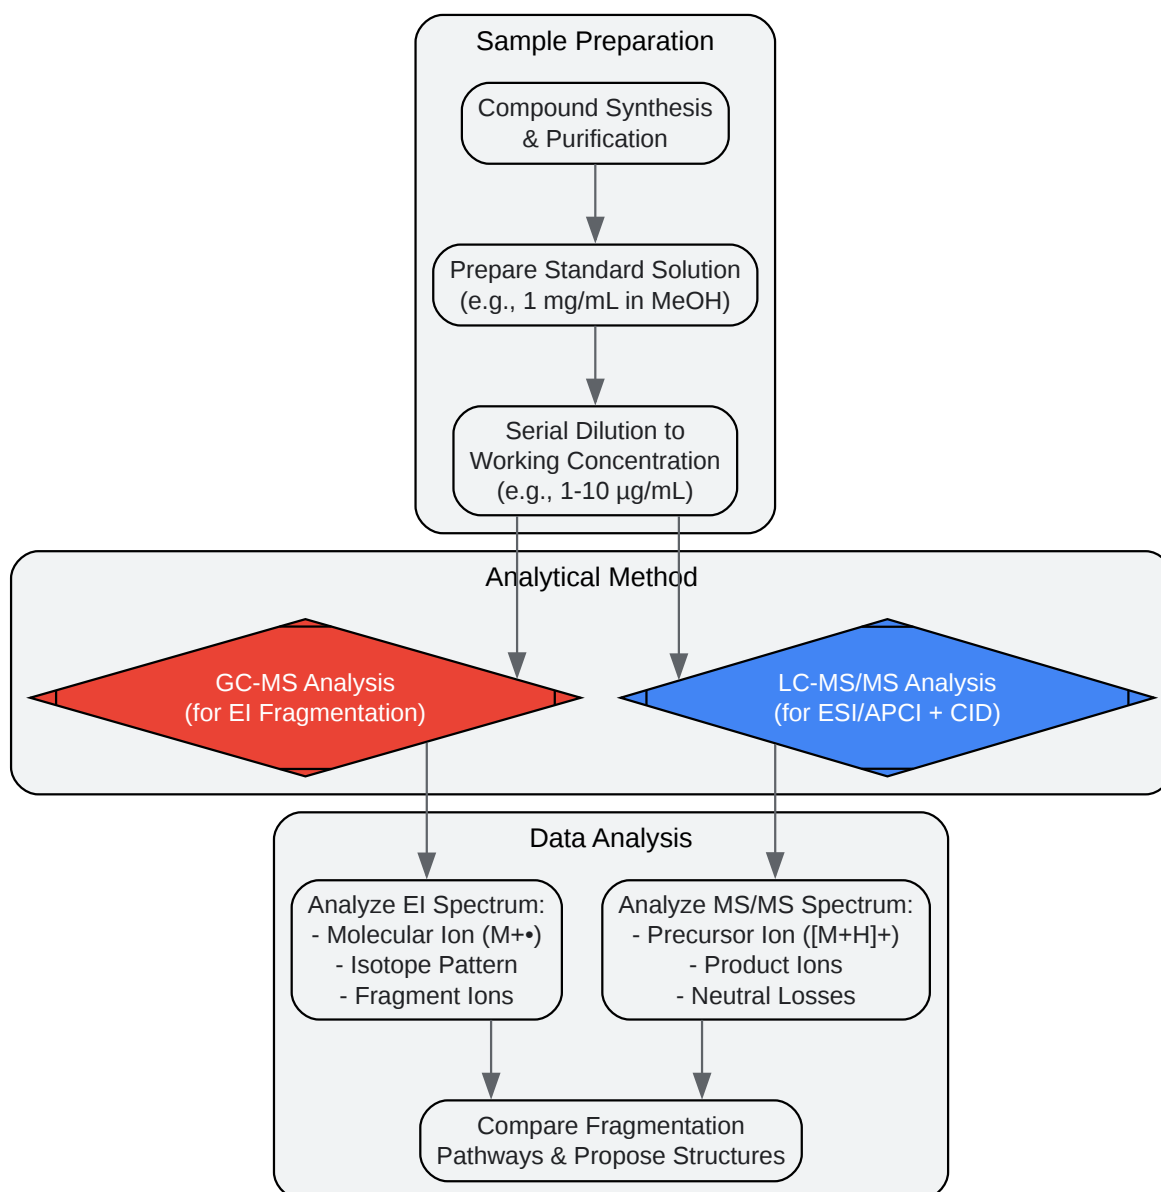 Sample Preparation
Compound Synthesis
& Purification
Prepare Standard Solution
(e.g., 1 mg/mL in MeOH)
Serial Dilution to
Working Concentration
(e.g., 1-10 µg/mL)
Analytical Method
GC-MS Analysis
(for EI Fragmentation)
LC-MS/MS Analysis
(for ESI/APCI + CID)
Data Analysis
Analyze EI Spectrum:
- Molecular Ion (M+•)
- Isotope Pattern
- Fragment Ions
Analyze MS/MS Spectrum:
- Precursor Ion ([M+H]+)
- Product Ions
- Neutral Losses
Compare Fragmentation
Pathways & Propose Structures